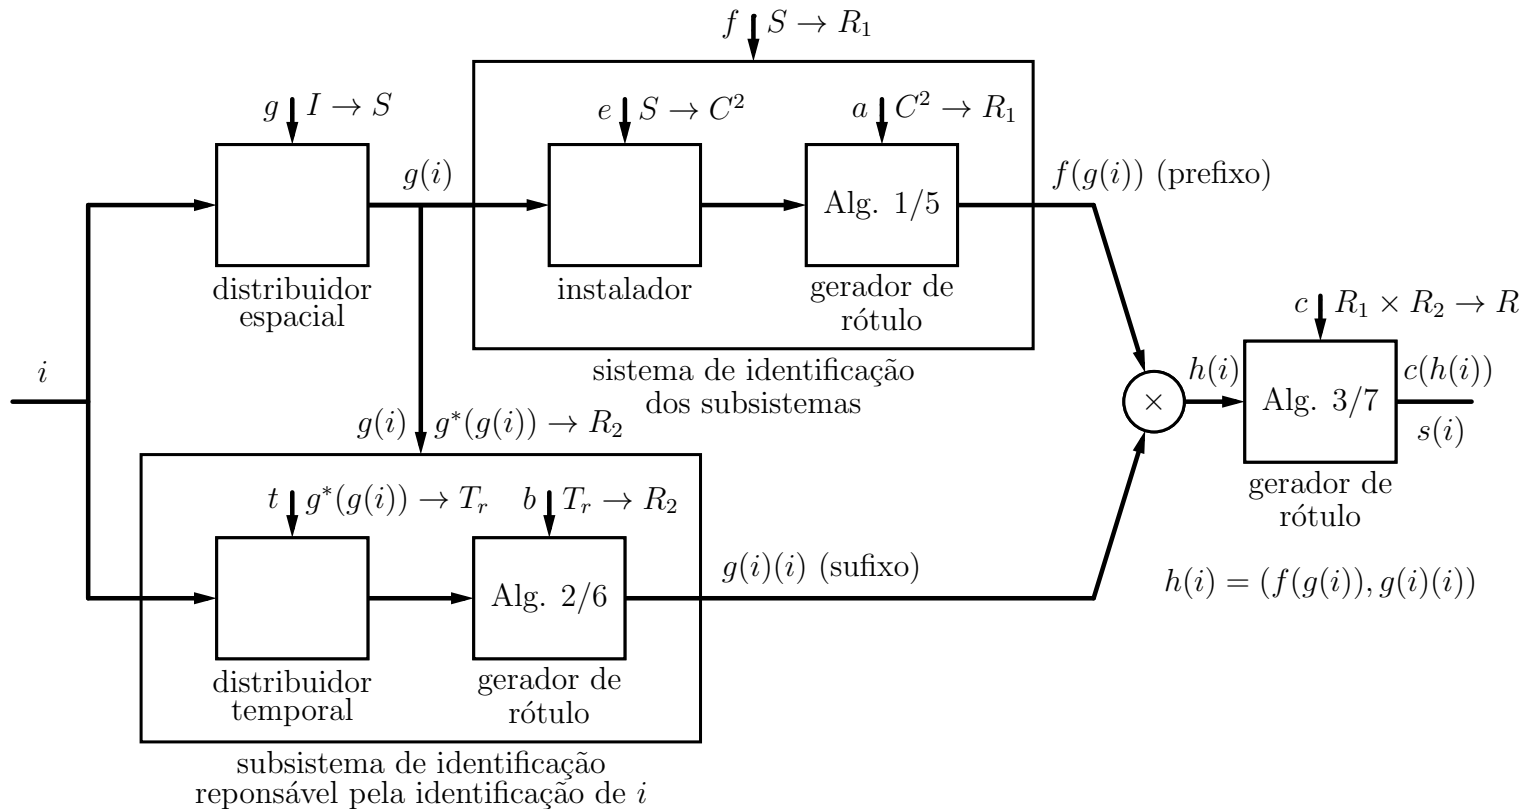 f S → R₁
g I → S
e S → C²
a C² → R₁
g(i)
f(g(i)) (prefixo)
Alg. 1/5
distribuidor
espacial
instalador
gerador de
rótulo
c R₁ × R₂ → R
sistema de identificação
dos subsistemas
i
h(i)
c(h(i))
×
Alg. 3/7
s(i)
g(i) g*(g(i)) → R₂
gerador de
rótulo
t g*(g(i)) → Tᵣ
b Tᵣ → R₂
g(i)(i) (sufixo)
h(i) = (f(g(i)), g(i)(i))
Alg. 2/6
distribuidor
temporal
gerador de
rótulo
subsistema de identificação
reponsável pela identificação de i